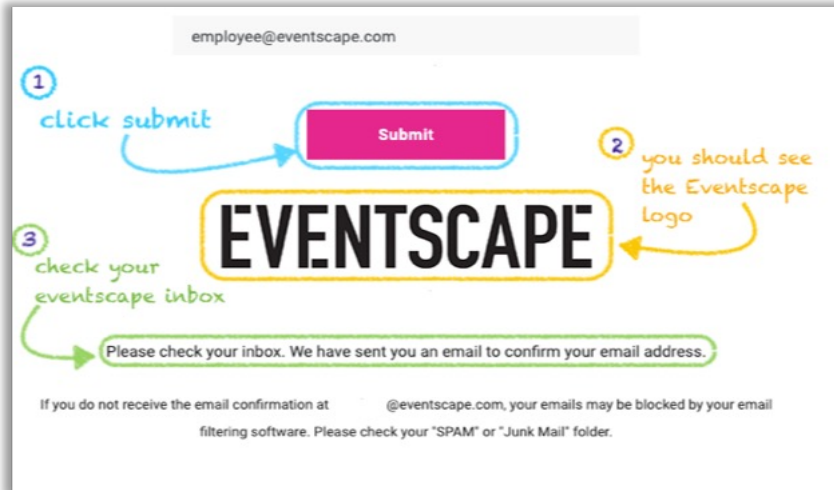 employee@eventscape.com
1
click submit
Submit
2
you should see
the Eventscape
logo
EVENTSCAPE
3
check your
eventscape inbox
Please check your inbox. We have sent you an email to confirm your email address.
If you do not receive the email confirmation at @eventscape.com, your emails may be blocked by your email
filtering software. Please check your "SPAM" or "Junk Mail" folder.